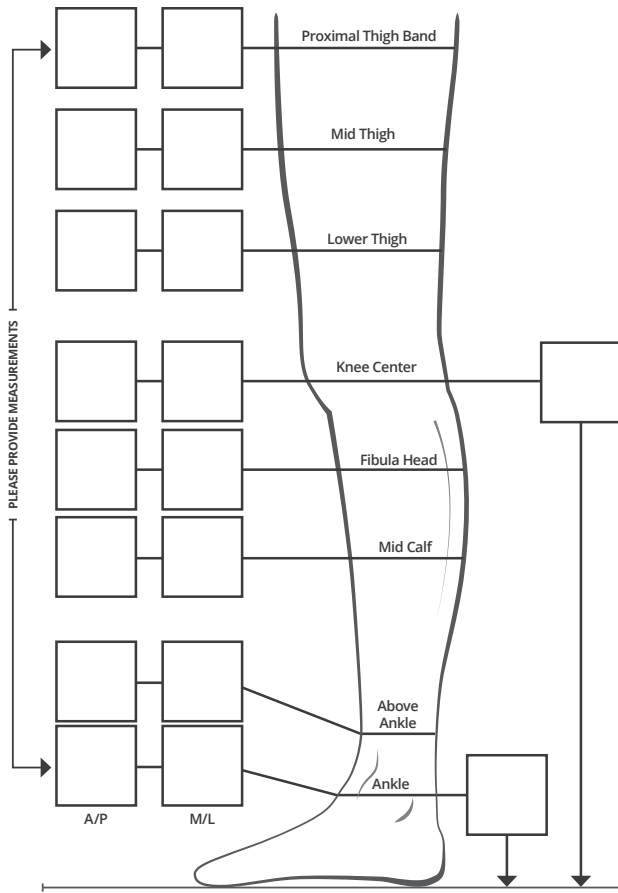 Proximal Thigh Band
Mid Thigh
Lower Thigh
PLEASE PROVIDE MEASUREMENTS
Knee Center
Fibula Head
Mid Calf
Above
Ankle
Ankle
A/P
M/L